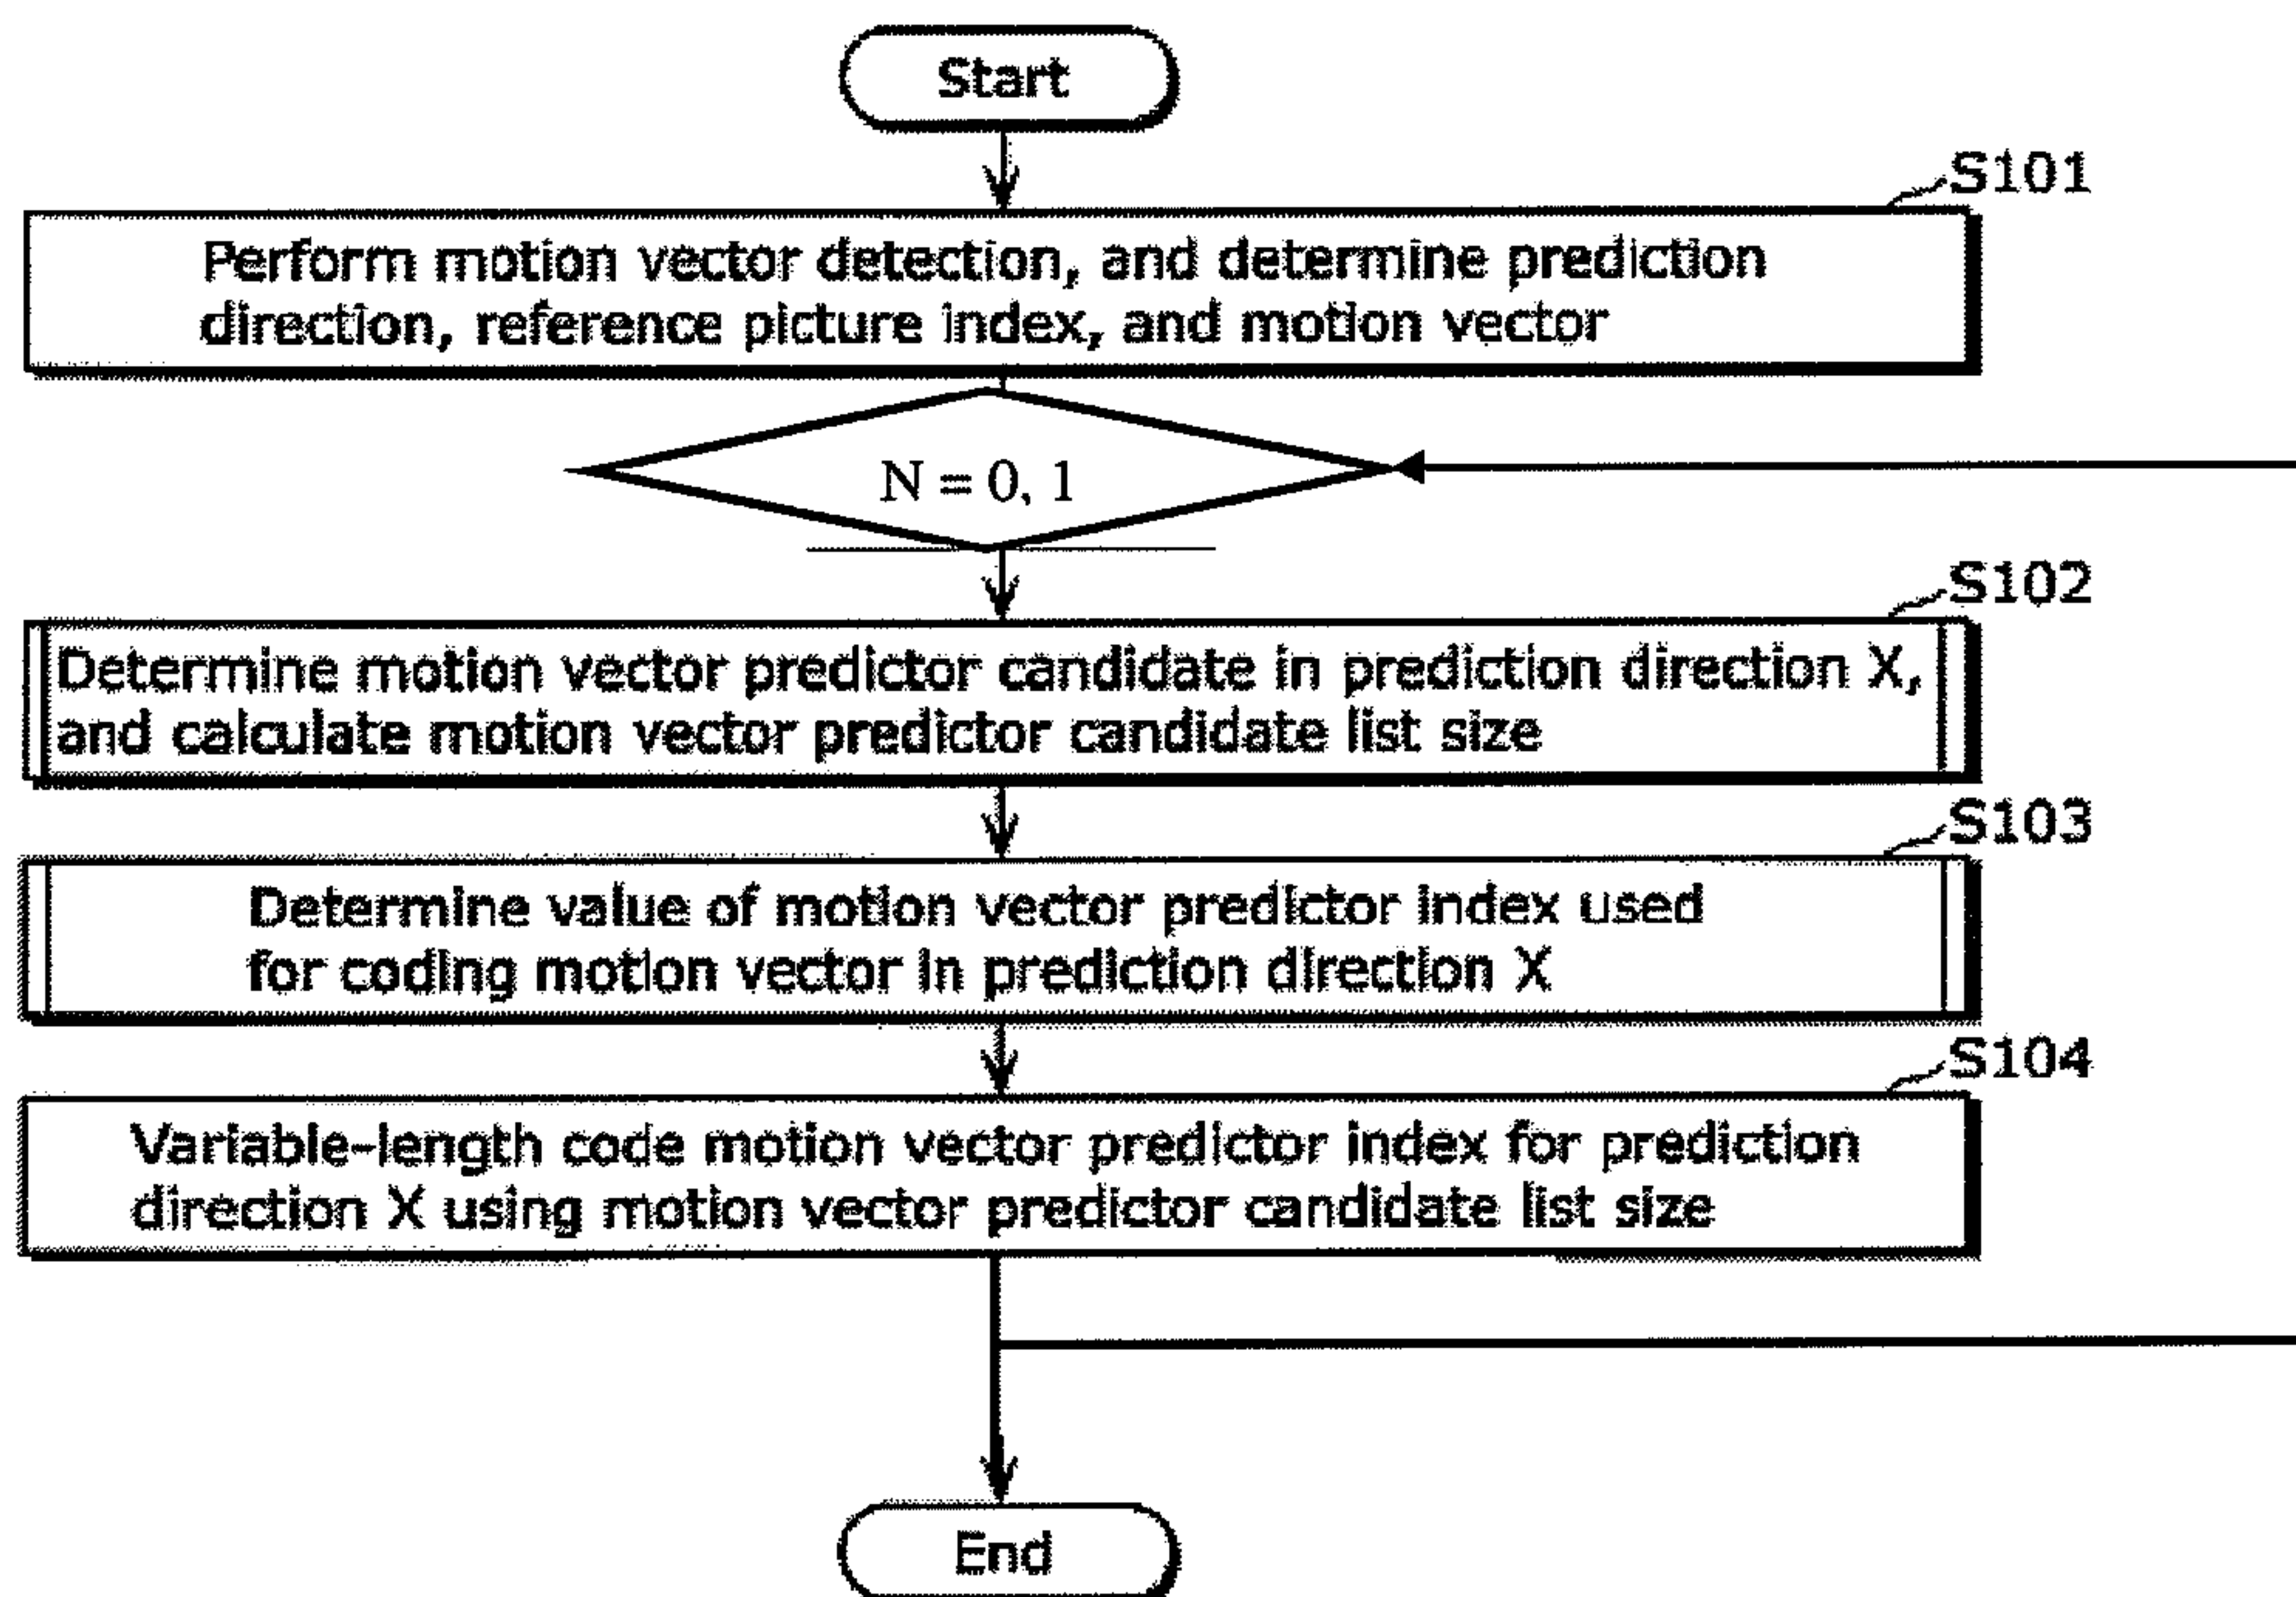 Start
S101
Perform motion vector detection, and determine prediction
direction, reference picture index, and motion vector
N = 0, 1
S102
Determine motion vector predictor candidate in prediction direction X,
and calculate motion vector predictor candidate list size
S103
Determine value of motion vector predictor index used
for coding motion vector in prediction direction X
S104
Variable-length code motion vector predictor index for prediction
direction X using motion vector predictor candidate list size
End